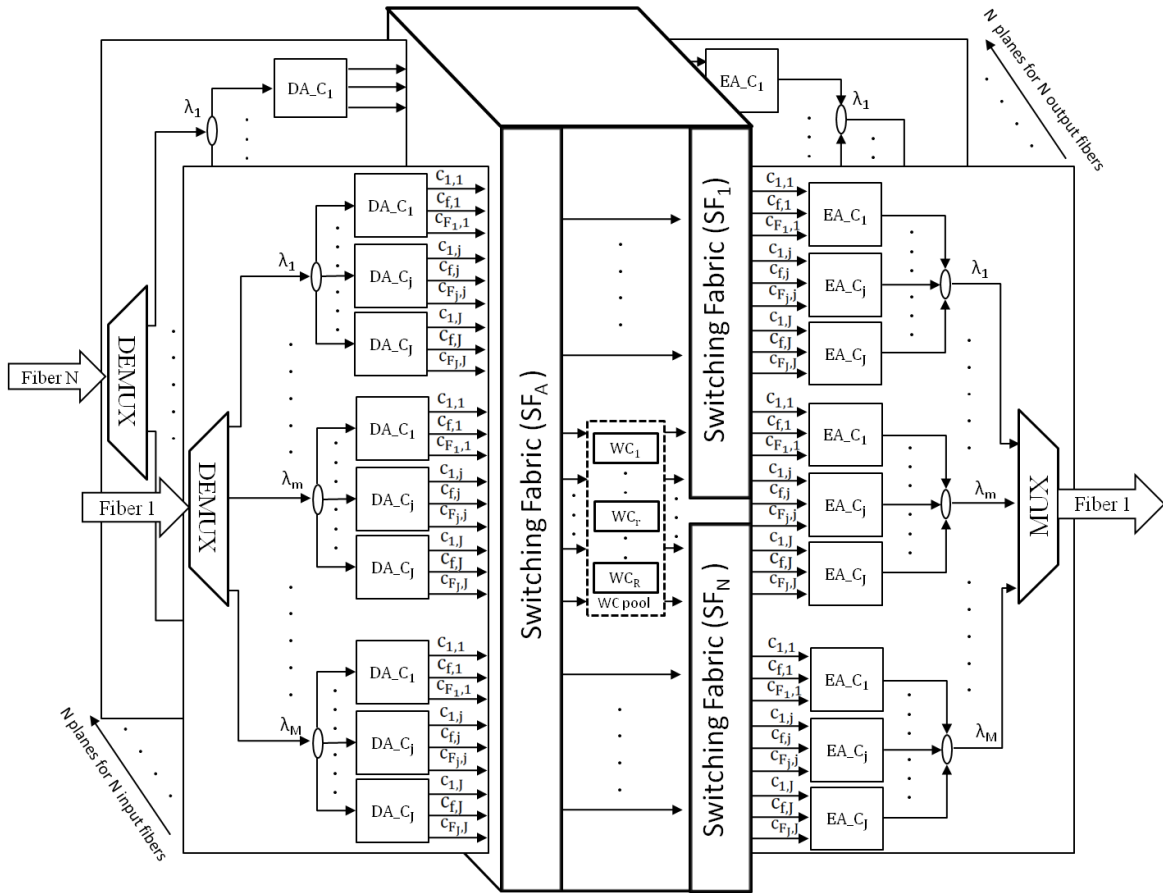 DA_C1
λ1
EA_C1
λ1
N planes for N output fibers
DEMUX
Fiber N
DEMUX
Fiber 1
λ1
DA_C1
c1,1
cf,1
cF1,1
DA_Cj
c1,j
cf,j
cFj,j
DA_CJ
c1,J
cf,J
cFJ,J
λm
DA_C1
c1,1
cf,1
cF1,1
DA_Cj
c1,j
cf,j
cFj,j
DA_CJ
c1,J
cf,J
cFJ,J
λM
DA_C1
c1,1
cf,1
cF1,1
DA_Cj
c1,j
cf,j
cFj,j
DA_CJ
c1,J
cf,J
cFJ,J
N planes for N input fibers
Switching Fabric (SFA)
WC1
WCr
WCR
WC pool
Switching Fabric (SF1)
Switching Fabric (SFN)
c1,1
cf,1
cF1,1
EA_C1
c1,j
cf,j
cFj,j
EA_Cj
c1,J
cf,J
cFJ,J
EA_CJ
λ1
c1,1
cf,1
cF1,1
EA_C1
c1,j
cf,j
cFj,j
EA_Cj
c1,J
cf,J
cFJ,J
EA_CJ
λm
c1,1
cf,1
cF1,1
EA_C1
c1,j
cf,j
cFj,j
EA_Cj
c1,J
cf,J
cFJ,J
EA_CJ
λM
MUX
Fiber 1